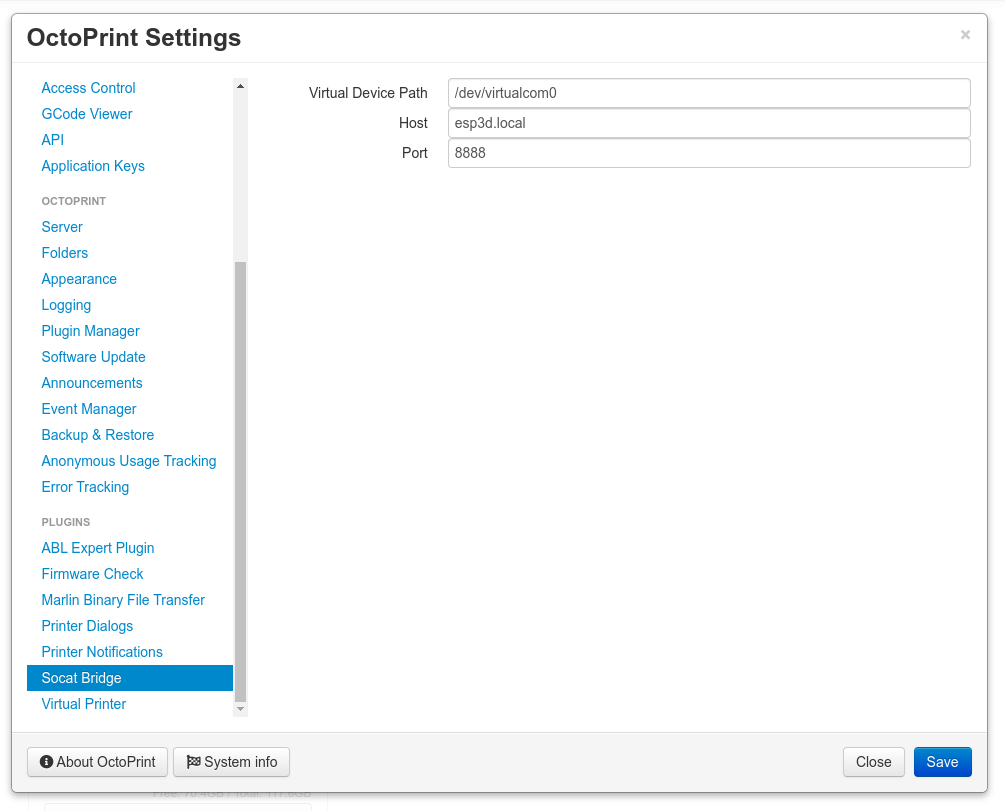 OctoPrint Settings
×
Access Control
GCode Viewer
API
Application Keys
OCTOPRINT
Server
Folders
Appearance
Logging
Plugin Manager
Software Update
Announcements
Event Manager
Backup & Restore
Anonymous Usage Tracking
Error Tracking
PLUGINS
ABL Expert Plugin
Firmware Check
Marlin Binary File Transfer
Printer Dialogs
Printer Notifications
Socat Bridge
Virtual Printer
Virtual Device Path /dev/virtualcom0
Host esp3d.local
Port 8888
About OctoPrint System info Close Save
Free: / Total: